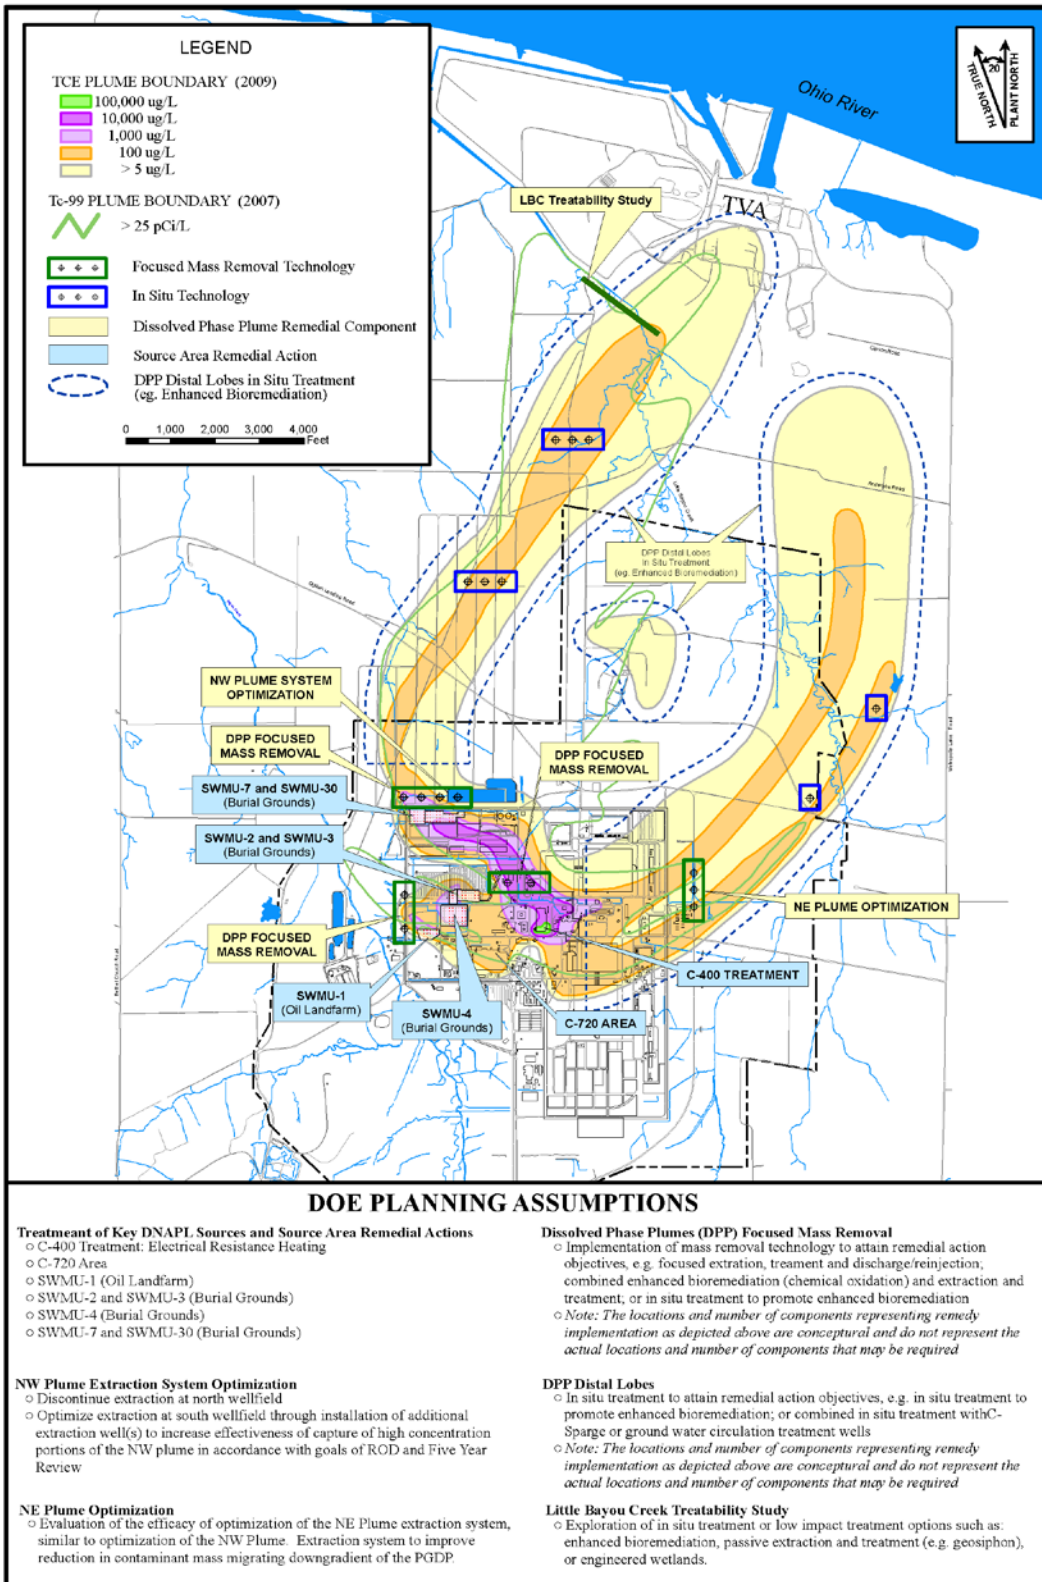 LEGEND
TCE PLUME BOUNDARY (2009)
100,000 ug/L
10,000 ug/L
1,000 ug/L
100 ug/L
> 5 ug/L
Tc-99 PLUME BOUNDARY (2007)
> 25 pCi/L
Focused Mass Removal Technology
In Situ Technology
Dissolved Phase Plume Remedial Component
Source Area Remedial Action
DPP Distal Lobes in Situ Treatment
(eg. Enhanced Bioremediation)
0 1,000 2,000 3,000 4,000
Feet
Ohio River
20
TRUE NORTH
PLANT NORTH
LBC Treatability Study
TVA
DPP Distal Lobes
In Situ Treatment
(eg. Enhanced Bioremediation)
NW PLUME SYSTEM
OPTIMIZATION
DPP FOCUSED
MASS REMOVAL
DPP FOCUSED
MASS REMOVAL
SWMU-7 and SWMU-30
(Burial Grounds)
SWMU-2 and SWMU-3
(Burial Grounds)
NE PLUME OPTIMIZATION
DPP FOCUSED
MASS REMOVAL
C-400 TREATMENT
SWMU-1
(Oil Landfarm)
SWMU-4
(Burial Grounds)
C-720 AREA
DOE PLANNING ASSUMPTIONS
Treatmeant of Key DNAPL Sources and Source Area Remedial Actions
○ C-400 Treatment: Electrical Resistance Heating
○ C-720 Area
○ SWMU-1 (Oil Landfarm)
○ SWMU-2 and SWMU-3 (Burial Grounds)
○ SWMU-4 (Burial Grounds)
○ SWMU-7 and SWMU-30 (Burial Grounds)
NW Plume Extraction System Optimization
○ Discontinue extraction at north wellfield
○ Optimize extraction at south wellfield through installation of additional
extraction well(s) to increase effectiveness of capture of high concentration
portions of the NW plume in accordance with goals of ROD and Five Year
Review
NE Plume Optimization
○ Evaluation of the efficacy of optimization of the NE Plume extraction system,
similar to optimization of the NW Plume. Extraction system to improve
reduction in contaminant mass migrating downgradient of the PGDP.
Dissolved Phase Plumes (DPP) Focused Mass Removal
○ Implementation of mass removal technology to attain remedial action
objectives, e.g. focused extration, treament and discharge/reinjection;
combined enhanced bioremediation (chemical oxidation) and extraction and
treatment; or in situ treatment to promote enhanced bioremediation
○ Note: The locations and number of components representing remedy
implementation as depicted above are conceptural and do not represent the
actual locations and number of components that may be required
DPP Distal Lobes
○ In situ treatment to attain remedial action objectives, e.g. in situ treatment to
promote enhanced bioremediation; or combined in situ treatment withC-
Sparge or ground water circulation treatment wells
○ Note: The locations and number of components representing remedy
implementation as depicted above are conceptural and do not represent the
actual locations and number of components that may be required
Little Bayou Creek Treatability Study
○ Exploration of in situ treatment or low impact treatment options such as:
enhanced bioremediation, passive extraction and treatment (e.g. geosiphon),
or engineered wetlands.